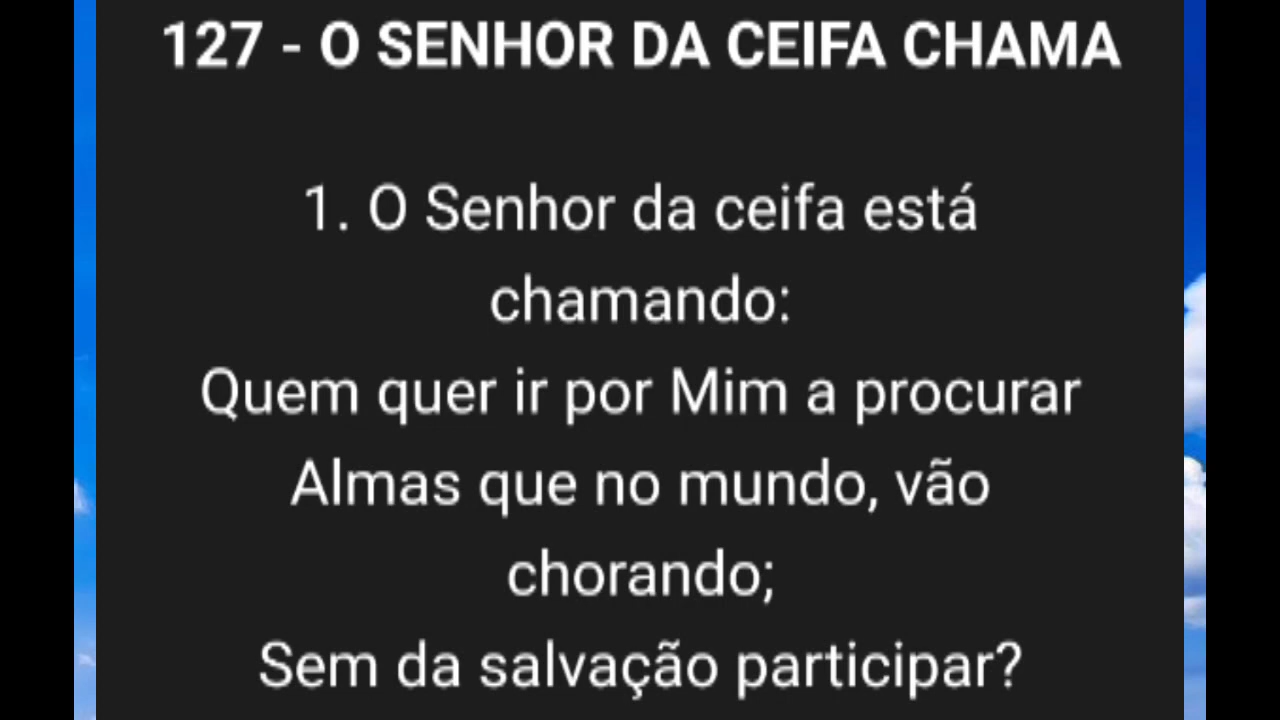 127 - O SENHOR DA CEIFA CHAMA
1. O Senhor da ceifa está
chamando:
Quem quer ir por Mim a procurar
Almas que no mundo, vão
chorando;
Sem da salvação participar?